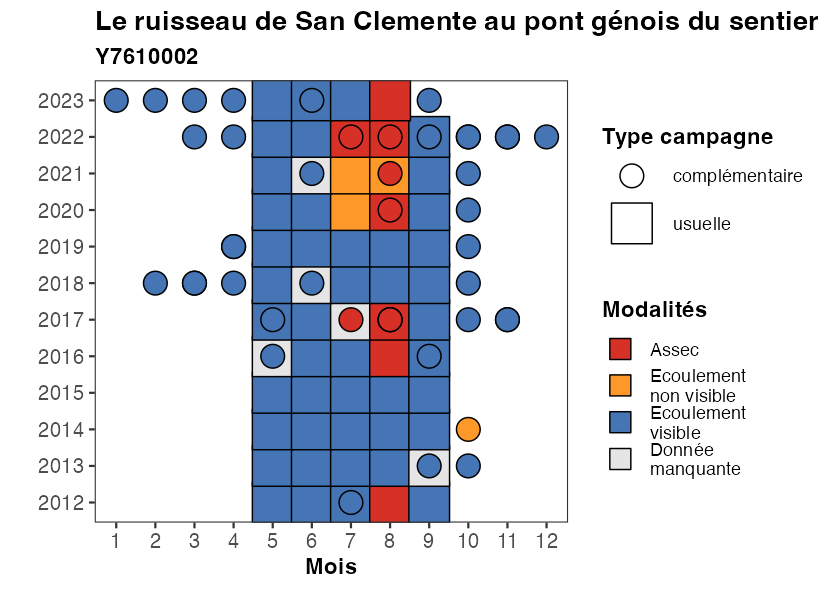 Le ruisseau de San Clemente au pont génois du sentier
Y7610002
2023
2022
2021
2020
2019
2018
2017
2016
2015
2014
2013
2012
1 2 3 4 5 6 7 8 9 10 11 12
Mois
Type campagne
complémentaire
usuelle
Modalités
Assec
Ecoulement
non visible
Ecoulement
visible
Donnée
manquante